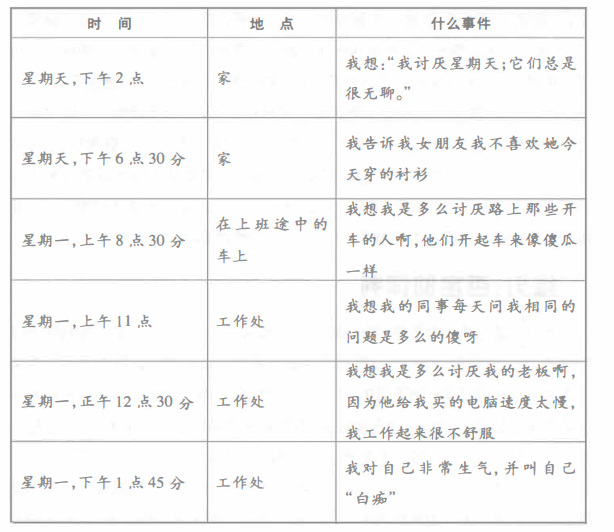 时 间 地 点 什么事件
星期天,下午2点 家 我想:“我讨厌星期天;它们总是
很无聊。”
星期天,下午6点30分 家 我告诉我女朋友我不喜欢她今
天穿的衬衫
星期一,上午8点30分 在上班途中的
车上 我想我是多么讨厌路上那些开
车的人啊,他们开起车来像傻瓜
一样
星期一,上午11点 工作处 我想我的同事每天问我相同的
问题是多么的傻呀
星期一,正午12点30分 工作处 我想我是多么讨厌我的老板啊,
因为他给我买的电脑速度太慢,
我工作起来很不舒服
星期一,下午1点45分 工作处 我对自己非常生气,并叫自己
“白痴”